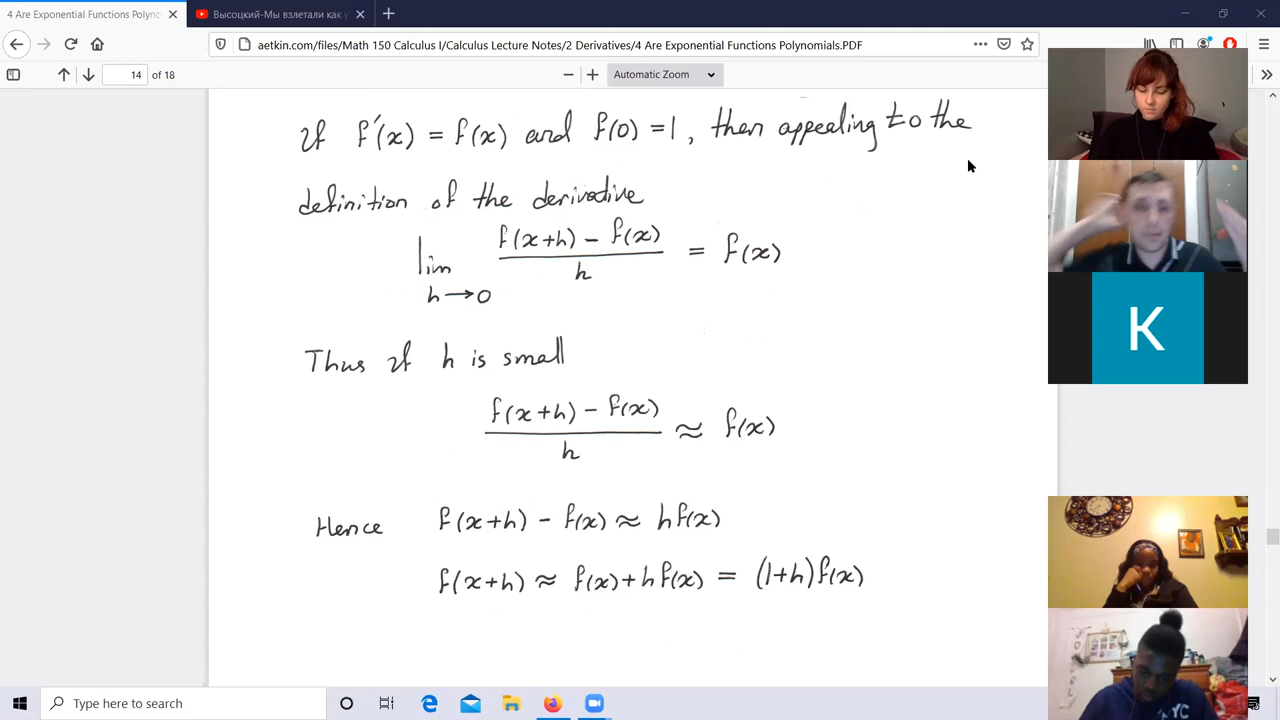 4 Are Exponential Functions Polyno
Высоцкий-Мы взлетали как у
aetkin.com/files/Math 150 Calculus I/Calculus Lecture Notes/2 Derivatives/4 Are Exponential Functions Polynomials.PDF
14 of 18
Automatic Zoom
If f′(x) = f(x) and f(0) = 1, then appealing to the
definition of the derivative
lim h→0 (f(x+h) − f(x))/h = f(x)
Thus if h is small
(f(x+h) − f(x))/h ≈ f(x)
Hence f(x+h) − f(x) ≈ hf(x)
f(x+h) ≈ f(x) + hf(x) = (1+h)f(x)
K
NYC
Type here to search